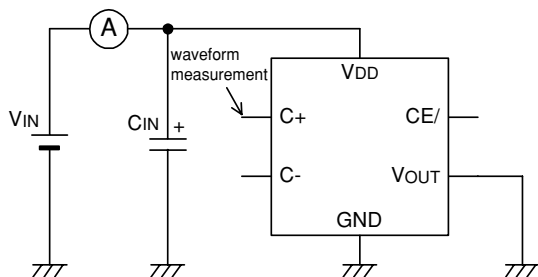 A
waveform
measurement
VDD
VIN
CIN +
C+
CE/
C-
VOUT
GND